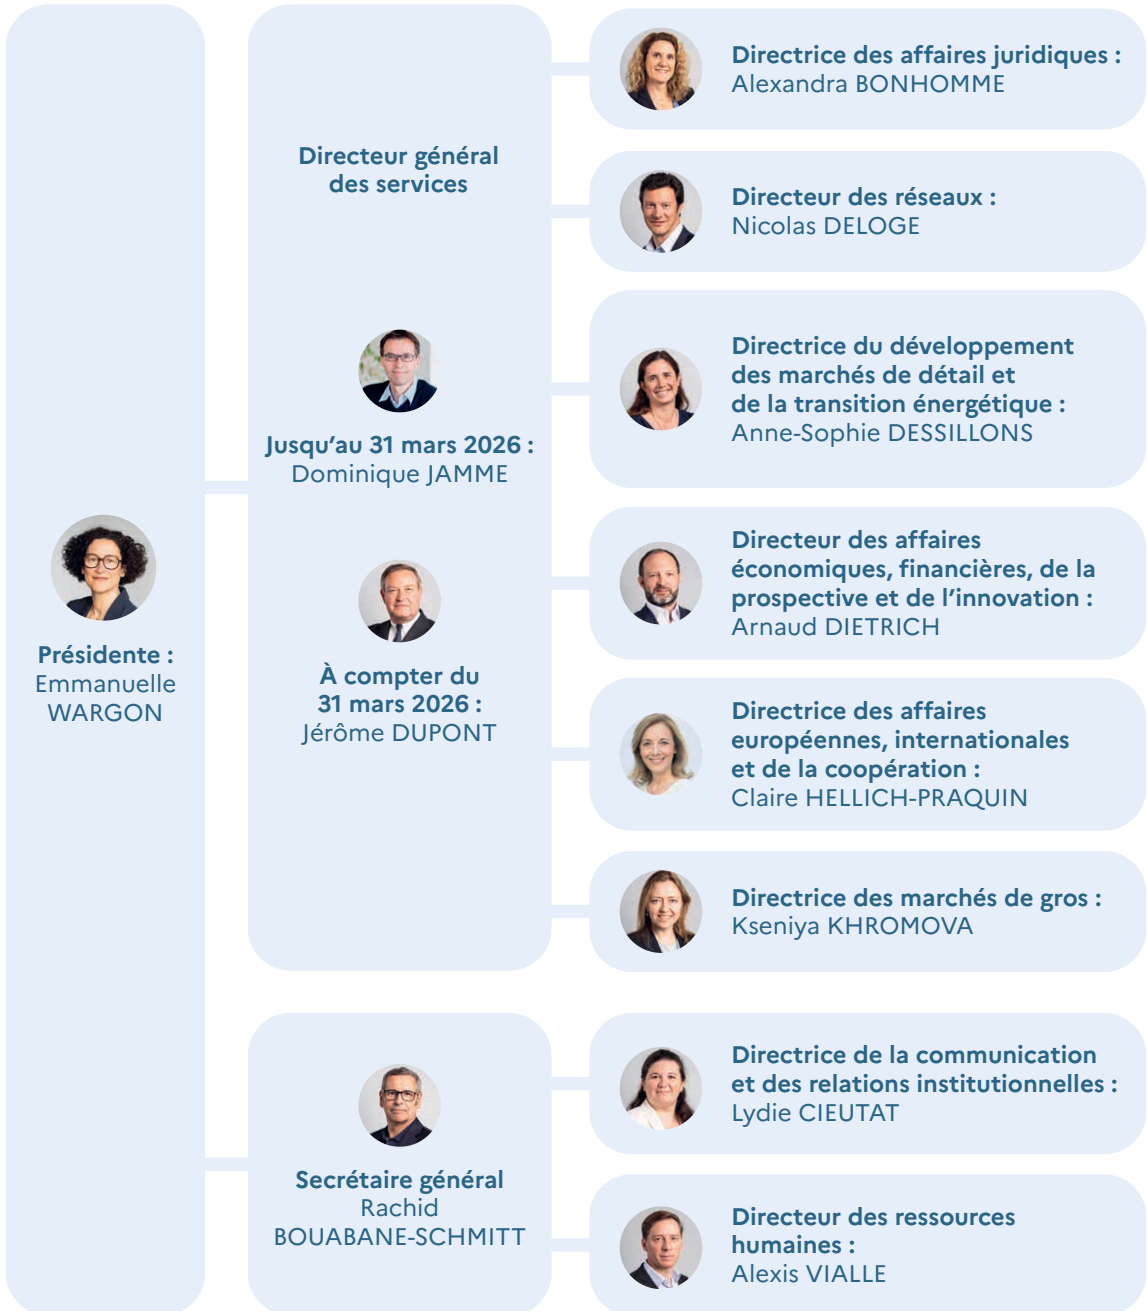 Présidente :
Emmanuelle
WARGON
Directeur général
des services
Jusqu’au 31 mars 2026 :
Dominique JAMME
À compter du
31 mars 2026 :
Jérôme DUPONT
Directrice des affaires juridiques :
Alexandra BONHOMME
Directeur des réseaux :
Nicolas DELOGE
Directrice du développement
des marchés de détail et
de la transition énergétique :
Anne-Sophie DESSILLONS
Directeur des affaires
économiques, financières, de la
prospective et de l’innovation :
Arnaud DIETRICH
Directrice des affaires
européennes, internationales
et de la coopération :
Claire HELLICH-PRAQUIN
Directrice des marchés de gros :
Kseniya KHROMOVA
Secrétaire général
Rachid
BOUABANE-SCHMITT
Directrice de la communication
et des relations institutionnelles :
Lydie CIEUTAT
Directeur des ressources
humaines :
Alexis VIALLE